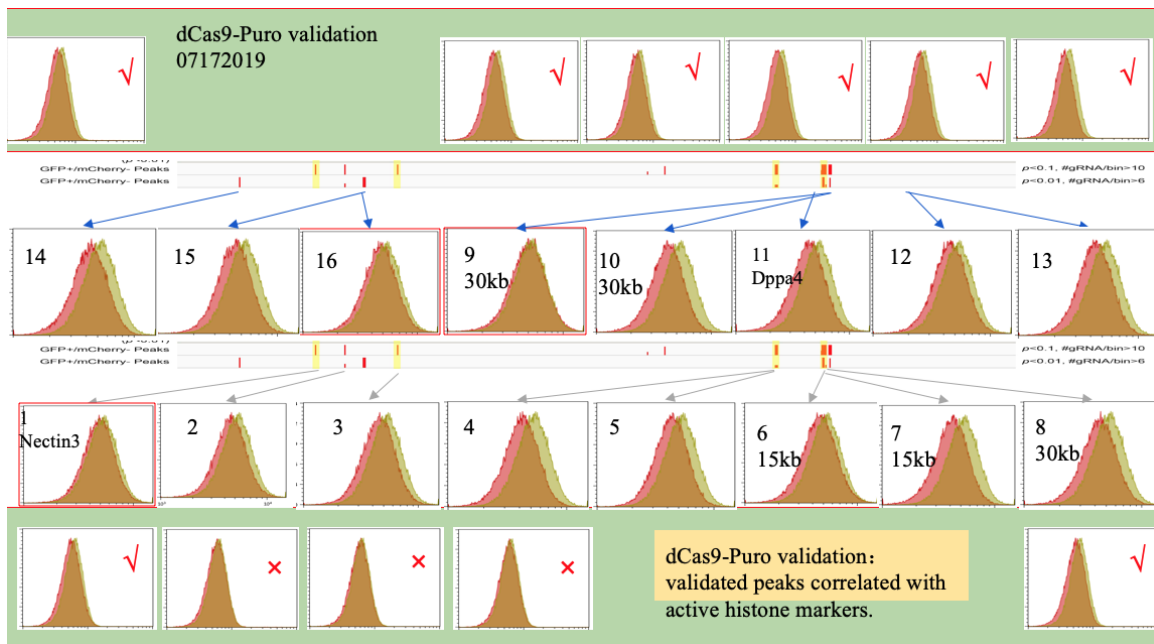 dCas9-Puro validation
07172019
√
√
√
√
√
√
GFP+/mCherry- Peaks
p<0.1, #gRNA/bin>10
GFP+/mCherry- Peaks
p<0.01, #gRNA/bin>6
14
15
16
9
30kb
10
30kb
11
Dppa4
12
13
GFP+/mCherry- Peaks
p<0.1, #gRNA/bin>10
GFP+/mCherry- Peaks
p<0.01, #gRNA/bin>6
1
Nectin3
2
3
4
5
6
15kb
7
15kb
8
30kb
√
×
×
×
dCas9-Puro validation：
validated peaks correlated with
active histone markers.
√